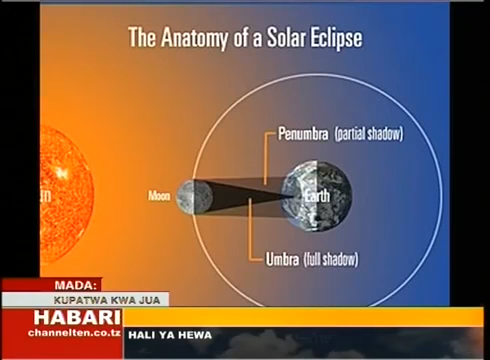 The Anatomy of a Solar Eclipse
Penumbra (partial shadow)
Moon
Earth
Umbra (full shadow)
MADA:
KUPATWA KWA JUA
HABARI
channelten.co.tz
HALI YA HEWA